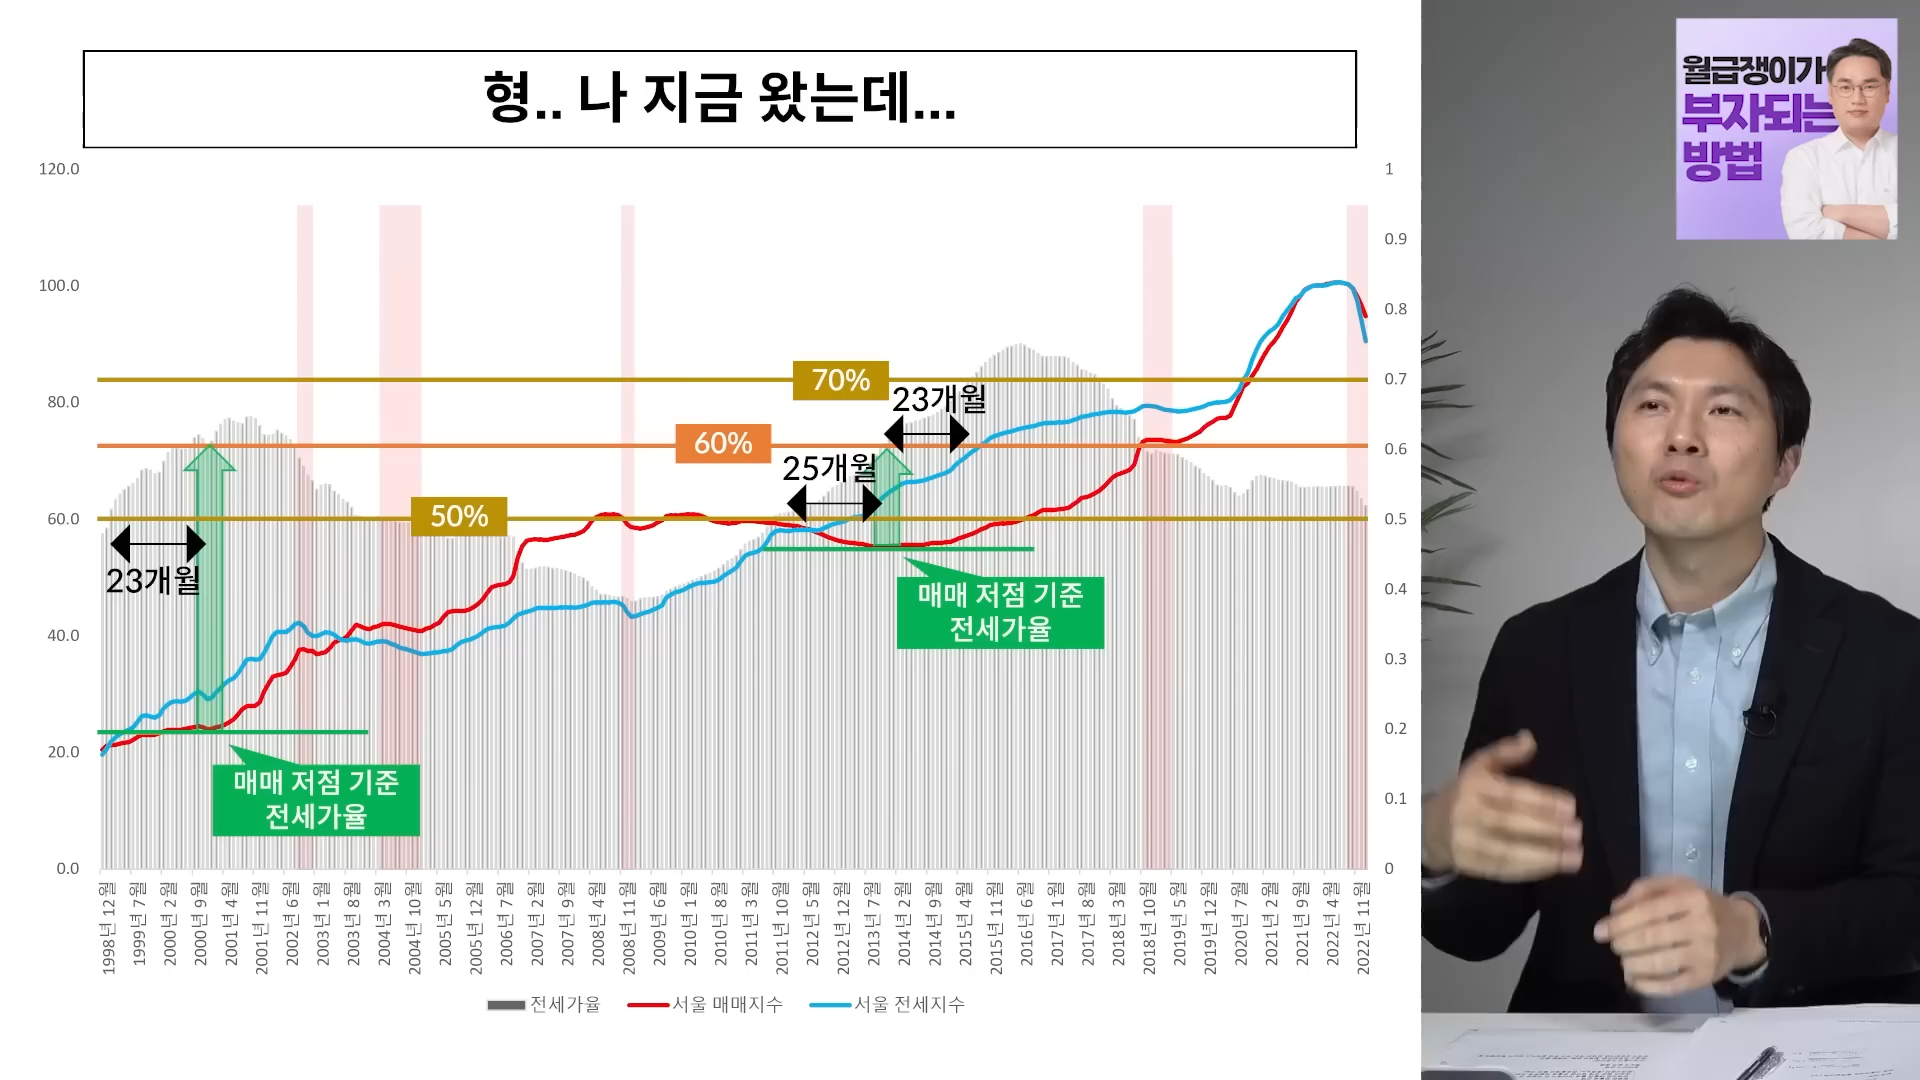 형.. 나 지금 왔는데...
월급쟁이가
부자되는
방법
120.0
100.0
80.0
60.0
40.0
20.0
0.0
1
0.9
0.8
0.7
0.6
0.5
0.4
0.3
0.2
0.1
0
70%
23개월
60%
25개월
50%
23개월
매매 저점 기준
전세가율
매매 저점 기준
전세가율
1998년 12월
1999년 7월
2000년 2월
2000년 9월
2001년 4월
2001년 11월
2002년 6월
2003년 1월
2003년 8월
2004년 3월
2004년 10월
2005년 5월
2005년 12월
2006년 7월
2007년 2월
2007년 9월
2008년 4월
2008년 11월
2009년 6월
2010년 1월
2010년 8월
2011년 3월
2011년 10월
2012년 5월
2012년 12월
2013년 7월
2014년 2월
2014년 9월
2015년 4월
2015년 11월
2016년 6월
2017년 1월
2017년 8월
2018년 3월
2018년 10월
2019년 5월
2019년 12월
2020년 7월
2021년 2월
2021년 9월
2022년 4월
2022년 11월
전세가율 서울 매매지수 서울 전세지수